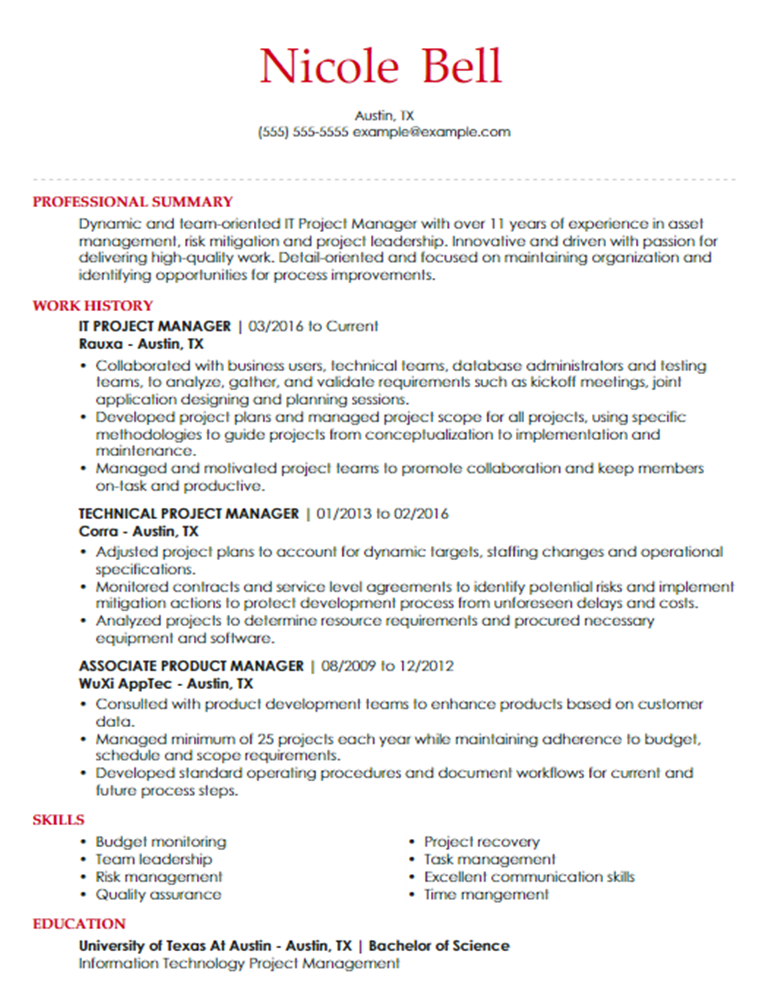 Nicole Bell
Austin, TX
(555) 555-5555 example@example.com
PROFESSIONAL SUMMARY
Dynamic and team-oriented IT Project Manager with over 11 years of experience in asset
management, risk mitigation and project leadership. Innovative and driven with passion for
delivering high-quality work. Detail-oriented and focused on maintaining organization and
identifying opportunities for process improvements.
WORK HISTORY
IT PROJECT MANAGER | 03/2016 to Current
Rauxa - Austin, TX
• Collaborated with business users, technical teams, database administrators and testing
teams, to analyze, gather, and validate requirements such as kickoff meetings, joint
application designing and planning sessions.
• Developed project plans and managed project scope for all projects, using specific
methodologies to guide projects from conceptualization to implementation and
maintenance.
• Managed and motivated project teams to promote collaboration and keep members
on-task and productive.
TECHNICAL PROJECT MANAGER | 01/2013 to 02/2016
Corra - Austin, TX
• Adjusted project plans to account for dynamic targets, staffing changes and operational
specifications.
• Monitored contracts and service level agreements to identify potential risks and implement
mitigation actions to protect development process from unforeseen delays and costs.
• Analyzed projects to determine resource requirements and procured necessary
equipment and software.
ASSOCIATE PRODUCT MANAGER | 08/2009 to 12/2012
WuXi AppTec - Austin, TX
• Consulted with product development teams to enhance products based on customer
data.
• Managed minimum of 25 projects each year while maintaining adherence to budget,
schedule and scope requirements.
• Developed standard operating procedures and document workflows for current and
future process steps.
SKILLS
• Budget monitoring
• Team leadership
• Risk management
• Quality assurance
• Project recovery
• Task management
• Excellent communication skills
• Time mangement
EDUCATION
University of Texas At Austin - Austin, TX | Bachelor of Science
Information Technology Project Management